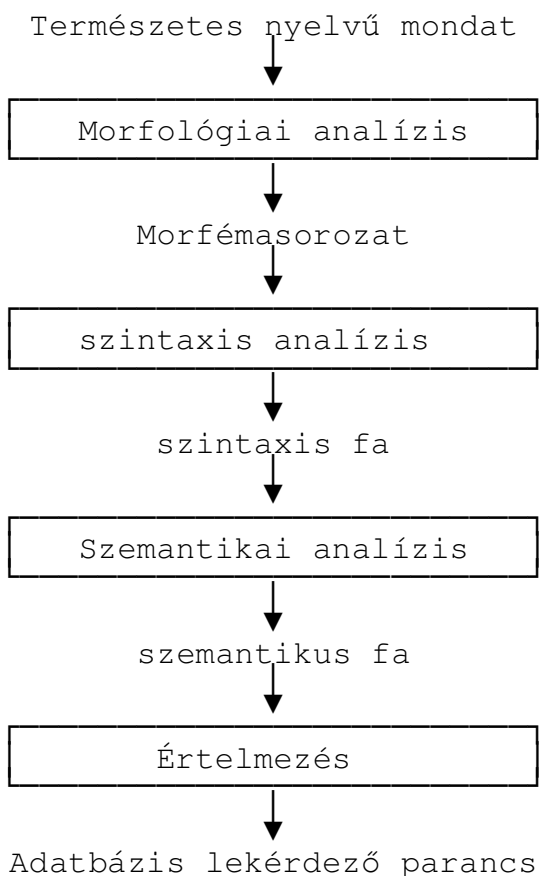 Természetes nyelvű mondat
Morfológiai analízis
Morfémasorozat
szintaxis analízis
szintaxis fa
Szemantikai analízis
szemantikus fa
Értelmezés
Adatbázis lekérdező parancs